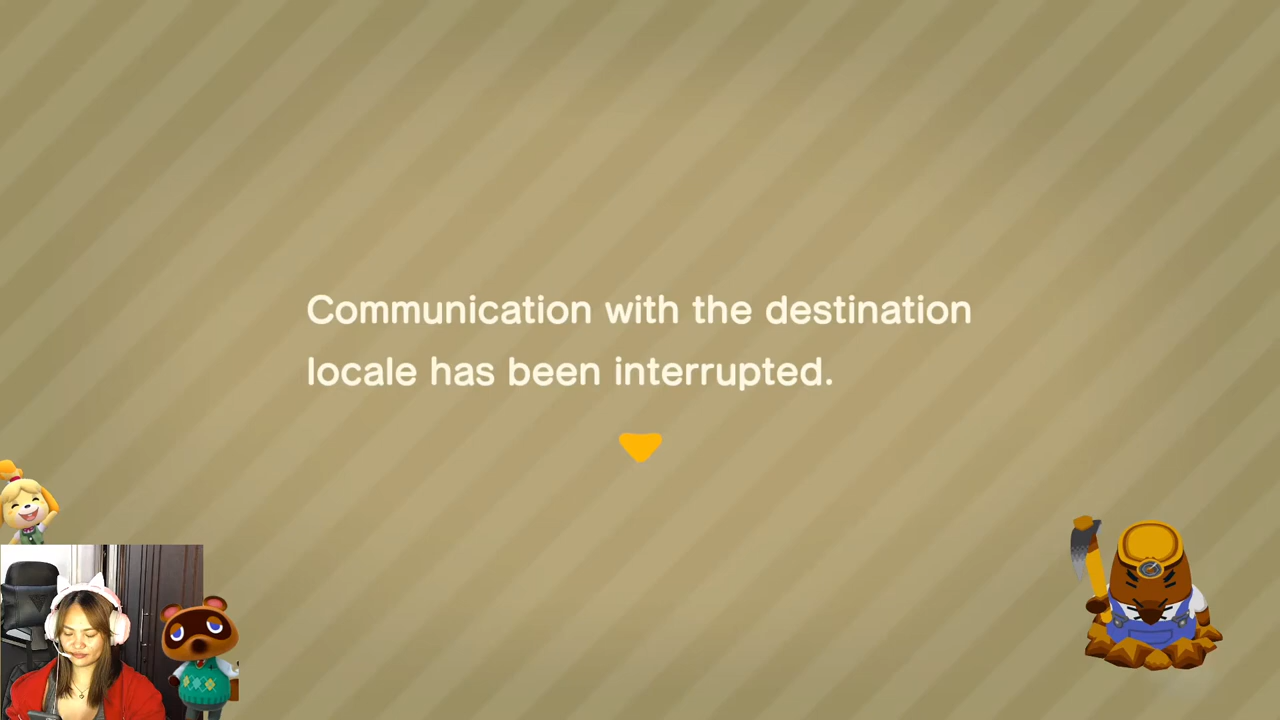 Communication with the destination
locale has been interrupted.